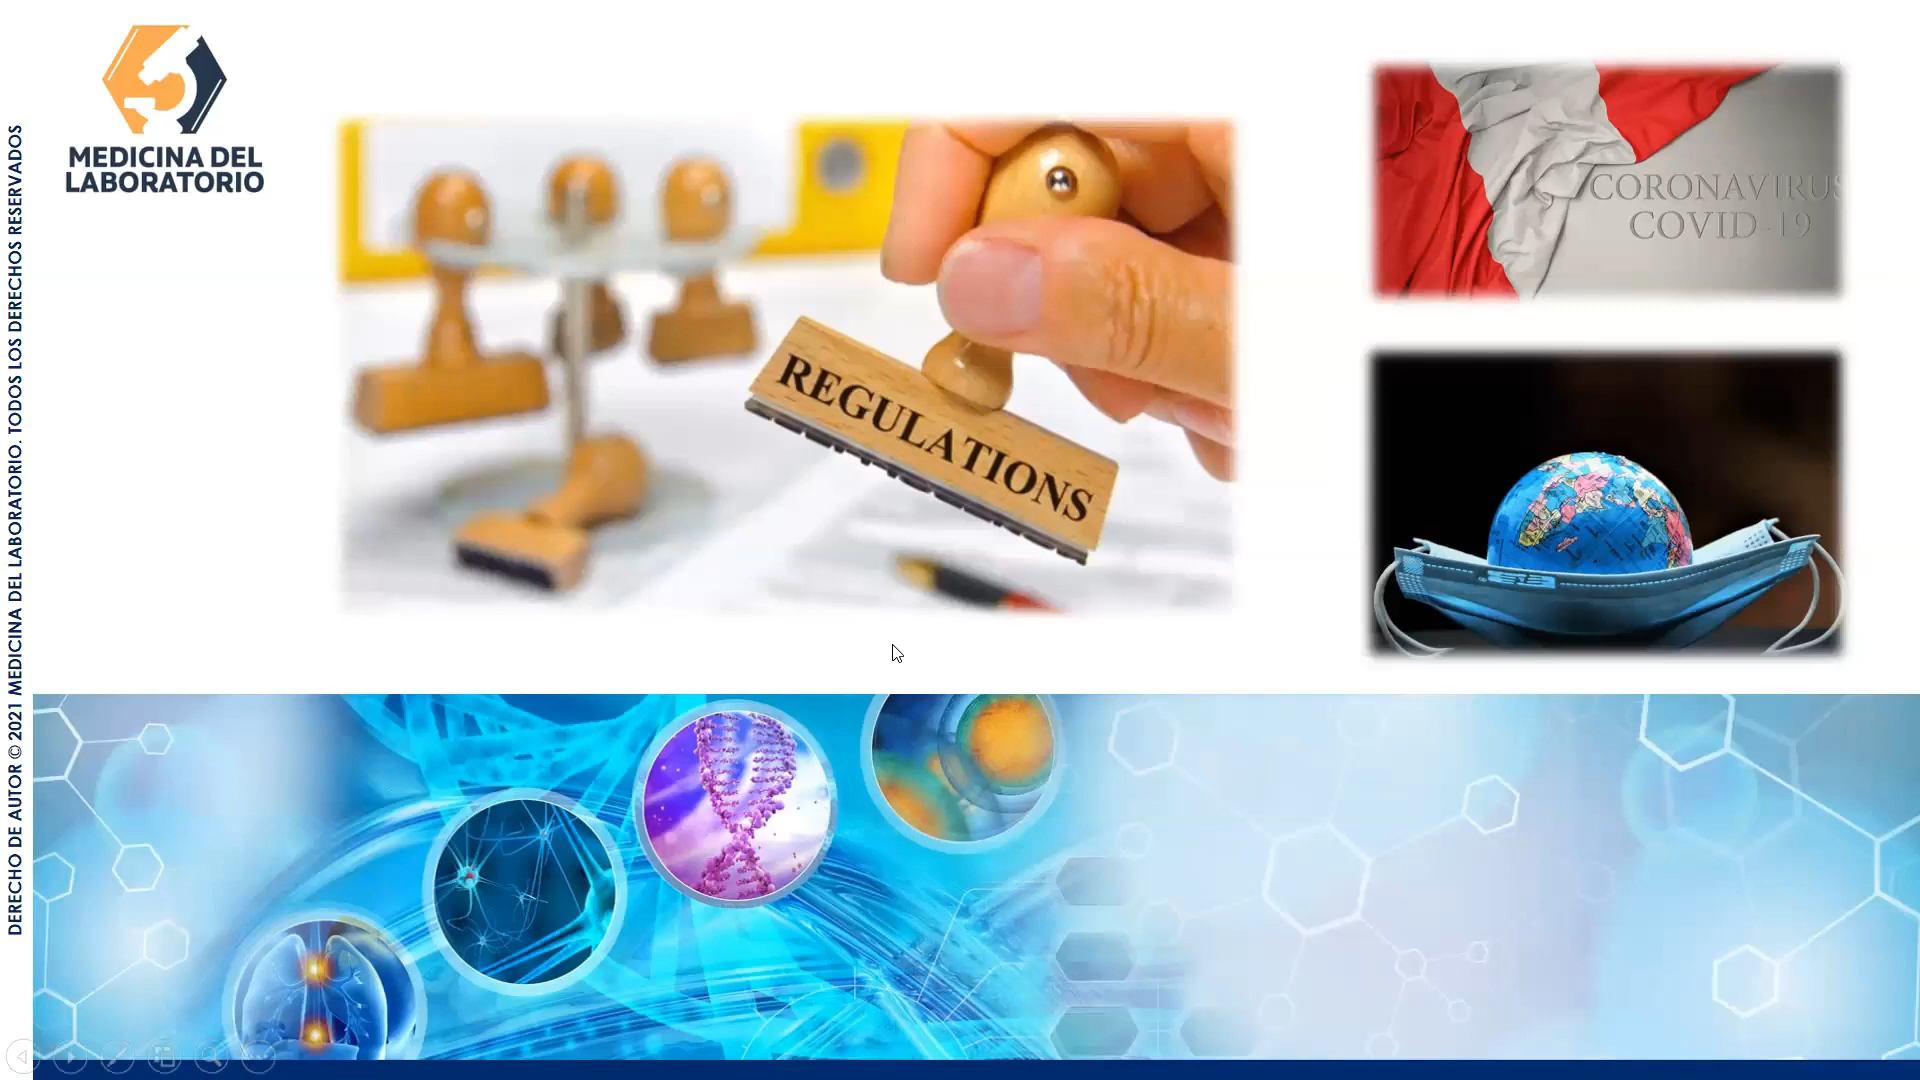 MEDICINA DEL
LABORATORIO
DERECHO DE AUTOR © 2021 MEDICINA DEL LABORATORIO. TODOS LOS DERECHOS RESERVADOS
REGULATIONS
CORONAVIRUS
COVID-19